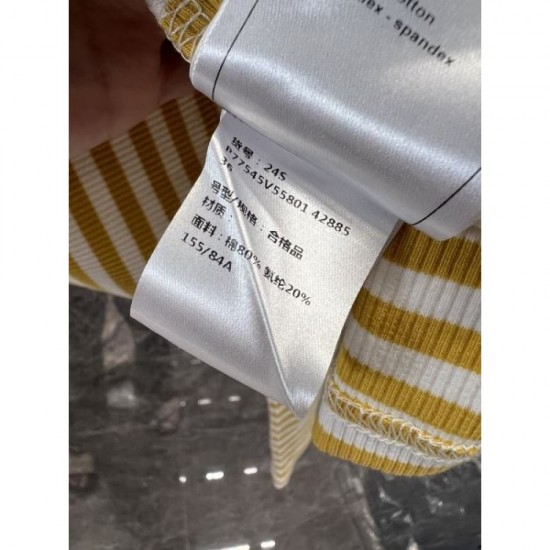 otton
dex - spandex
货号：24S
P77545V55801 42885
36
号型/规格：合格品
材质：
面料：棉80% 氨纶20%
155/84A